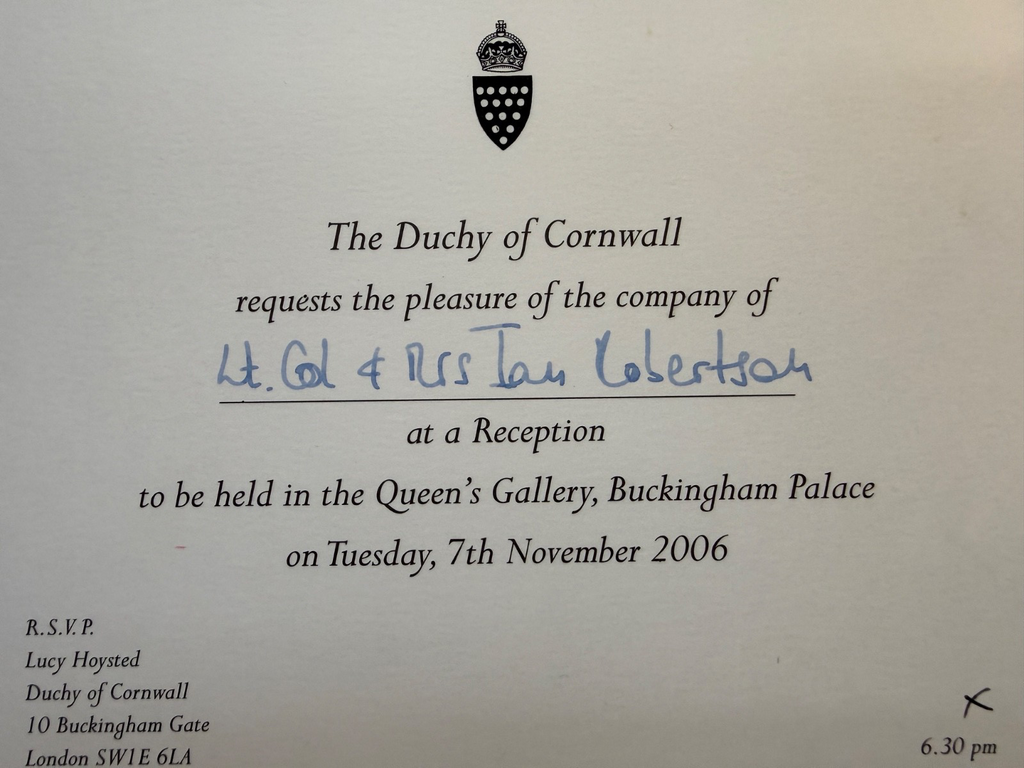 The Duchy of Cornwall
requests the pleasure of the company of
Lt. Col & Mrs Ian Robertson
at a Reception
to be held in the Queen's Gallery, Buckingham Palace
on Tuesday, 7th November 2006
R.S.V.P.
Lucy Hoysted
Duchy of Cornwall
10 Buckingham Gate
London SW1E 6LA
X
6.30 pm